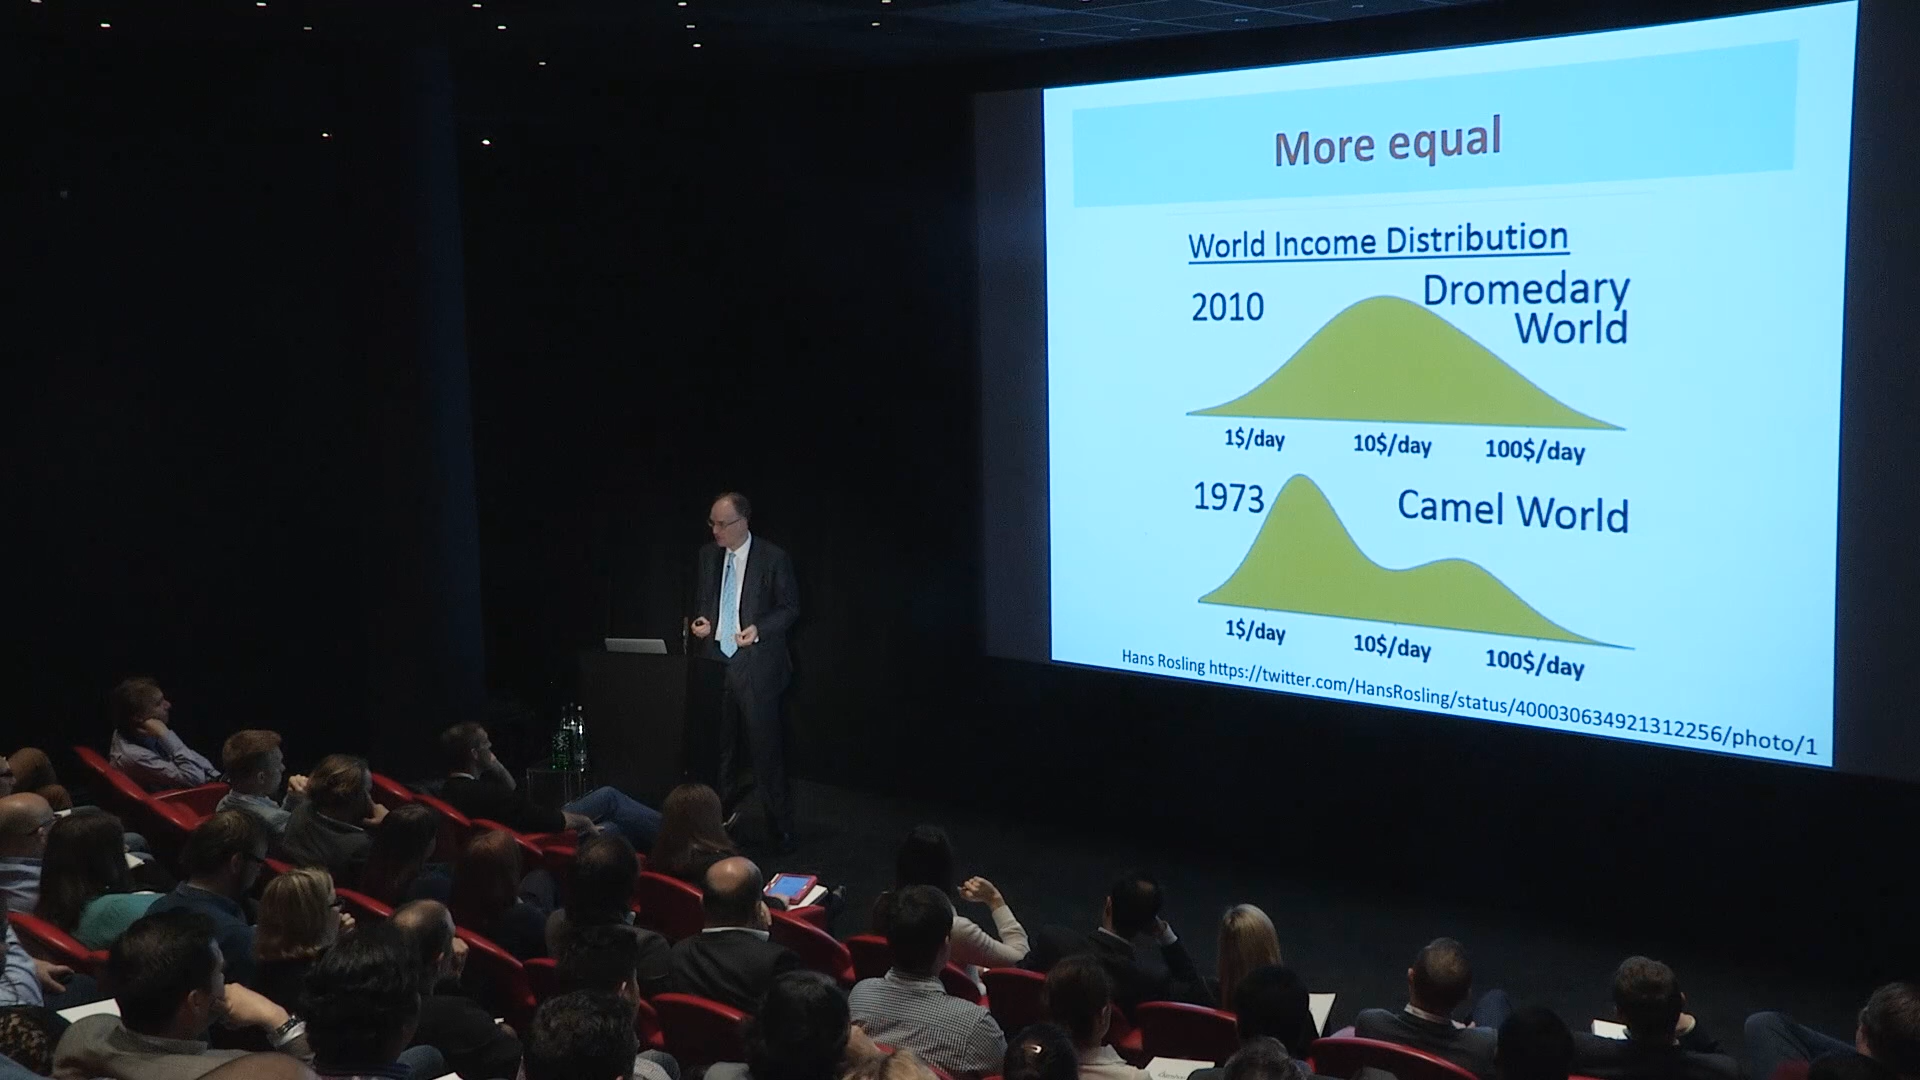 More equal
World Income Distribution
2010
Dromedary
World
1$/day 10$/day 100$/day
1973
Camel World
1$/day 10$/day 100$/day
Hans Rosling https://twitter.com/HansRosling/status/400030634921312256/photo/1